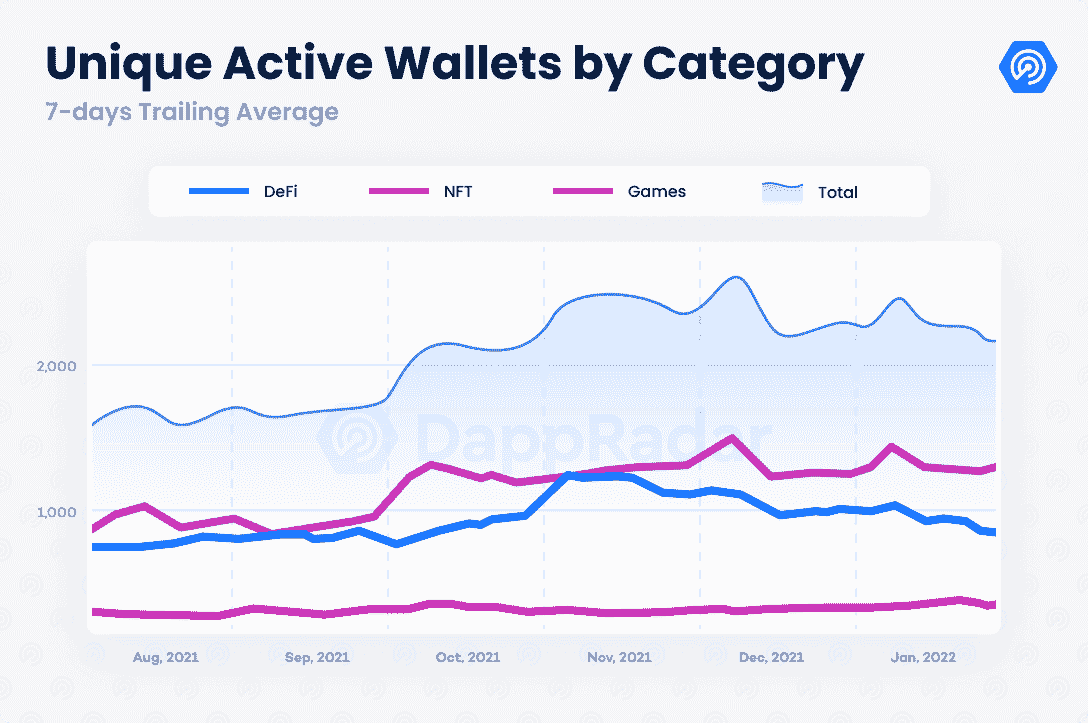 Unique Active Wallets by Category
7-days Trailing Average
DeFi NFT Games Total
2,000
DappRadar
1,000
Aug, 2021 Sep, 2021 Oct, 2021 Nov, 2021 Dec, 2021 Jan, 2022